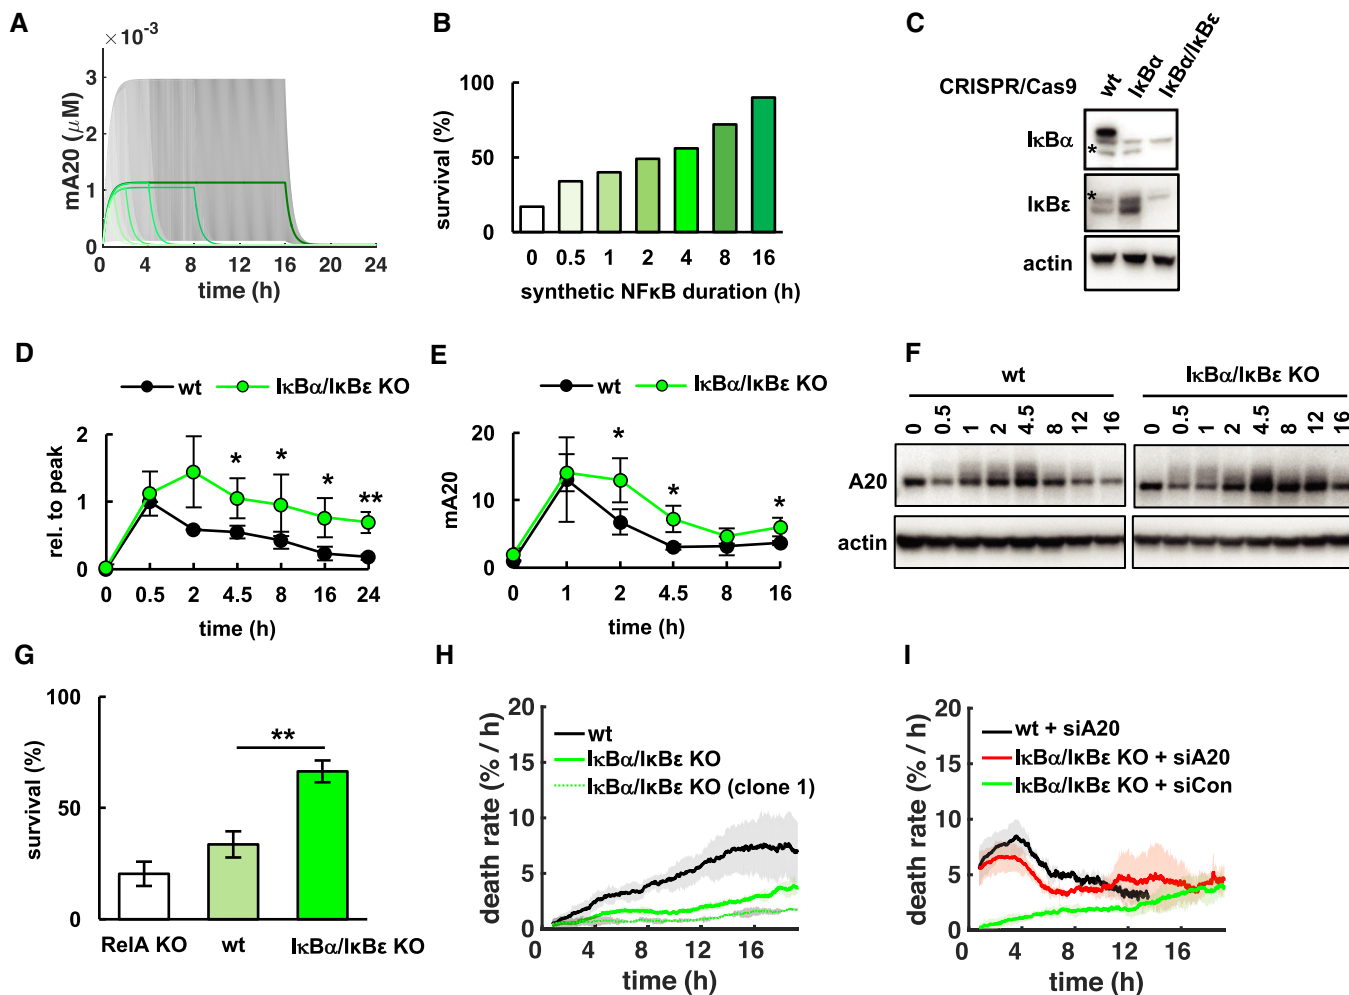 A
× 10⁻³
mA20 (μM)
3
2
1
0
0 4 8 12 16 20 24
time (h)
B
survival (%)
100
50
0
0 0.5 1 2 4 8 16
synthetic NFκB duration (h)
C
CRISPR/Cas9
wt
IκBα
IκBα/IκBε
IκBα
*
IκBε
*
actin
D
wt
IκBα/IκBε KO
rel. to peak
2
1
0
* * * **
0 0.5 2 4.5 8 16 24
time (h)
E
wt
IκBα/IκBε KO
mA20
20
10
0
* * *
0 1 2 4.5 8 16
time (h)
F
wt
IκBα/IκBε KO
0 0.5 1 2 4.5 8 12 16
0 0.5 1 2 4.5 8 12 16
A20
actin
G
survival (%)
100
50
0
**
RelA KO
wt
IκBα/IκBε KO
H
death rate (% / h)
20
15
10
5
0
wt
IκBα/IκBε KO
IκBα/IκBε KO (clone 1)
0 4 8 12 16
time (h)
I
death rate (% / h)
20
15
10
5
0
wt + siA20
IκBα/IκBε KO + siA20
IκBα/IκBε KO + siCon
0 4 8 12 16
time (h)